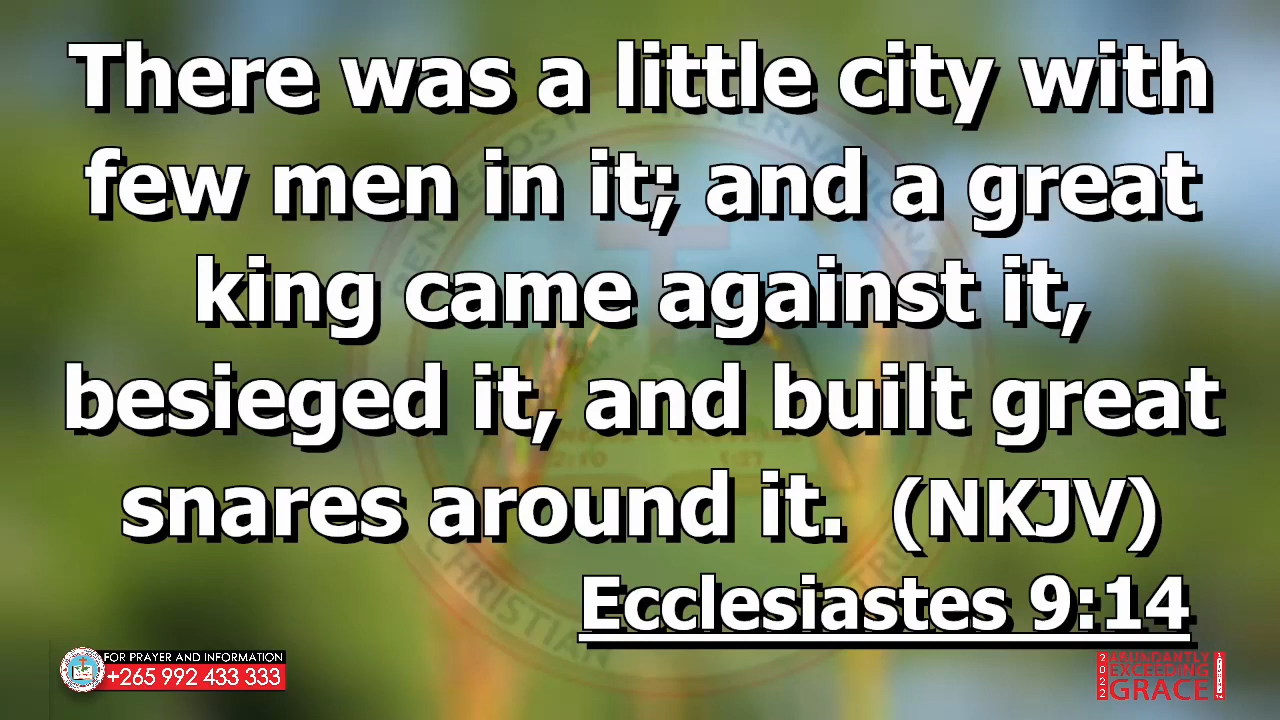 There was a little city with
few men in it; and a great
king came against it,
besieged it, and built great
snares around it. (NKJV)
Ecclesiastes 9:14
FOR PRAYER AND INFORMATION
+265 992 433 333
2022
ABUNDANTLY
EXCEEDING
GRACE
CHRISTIAN